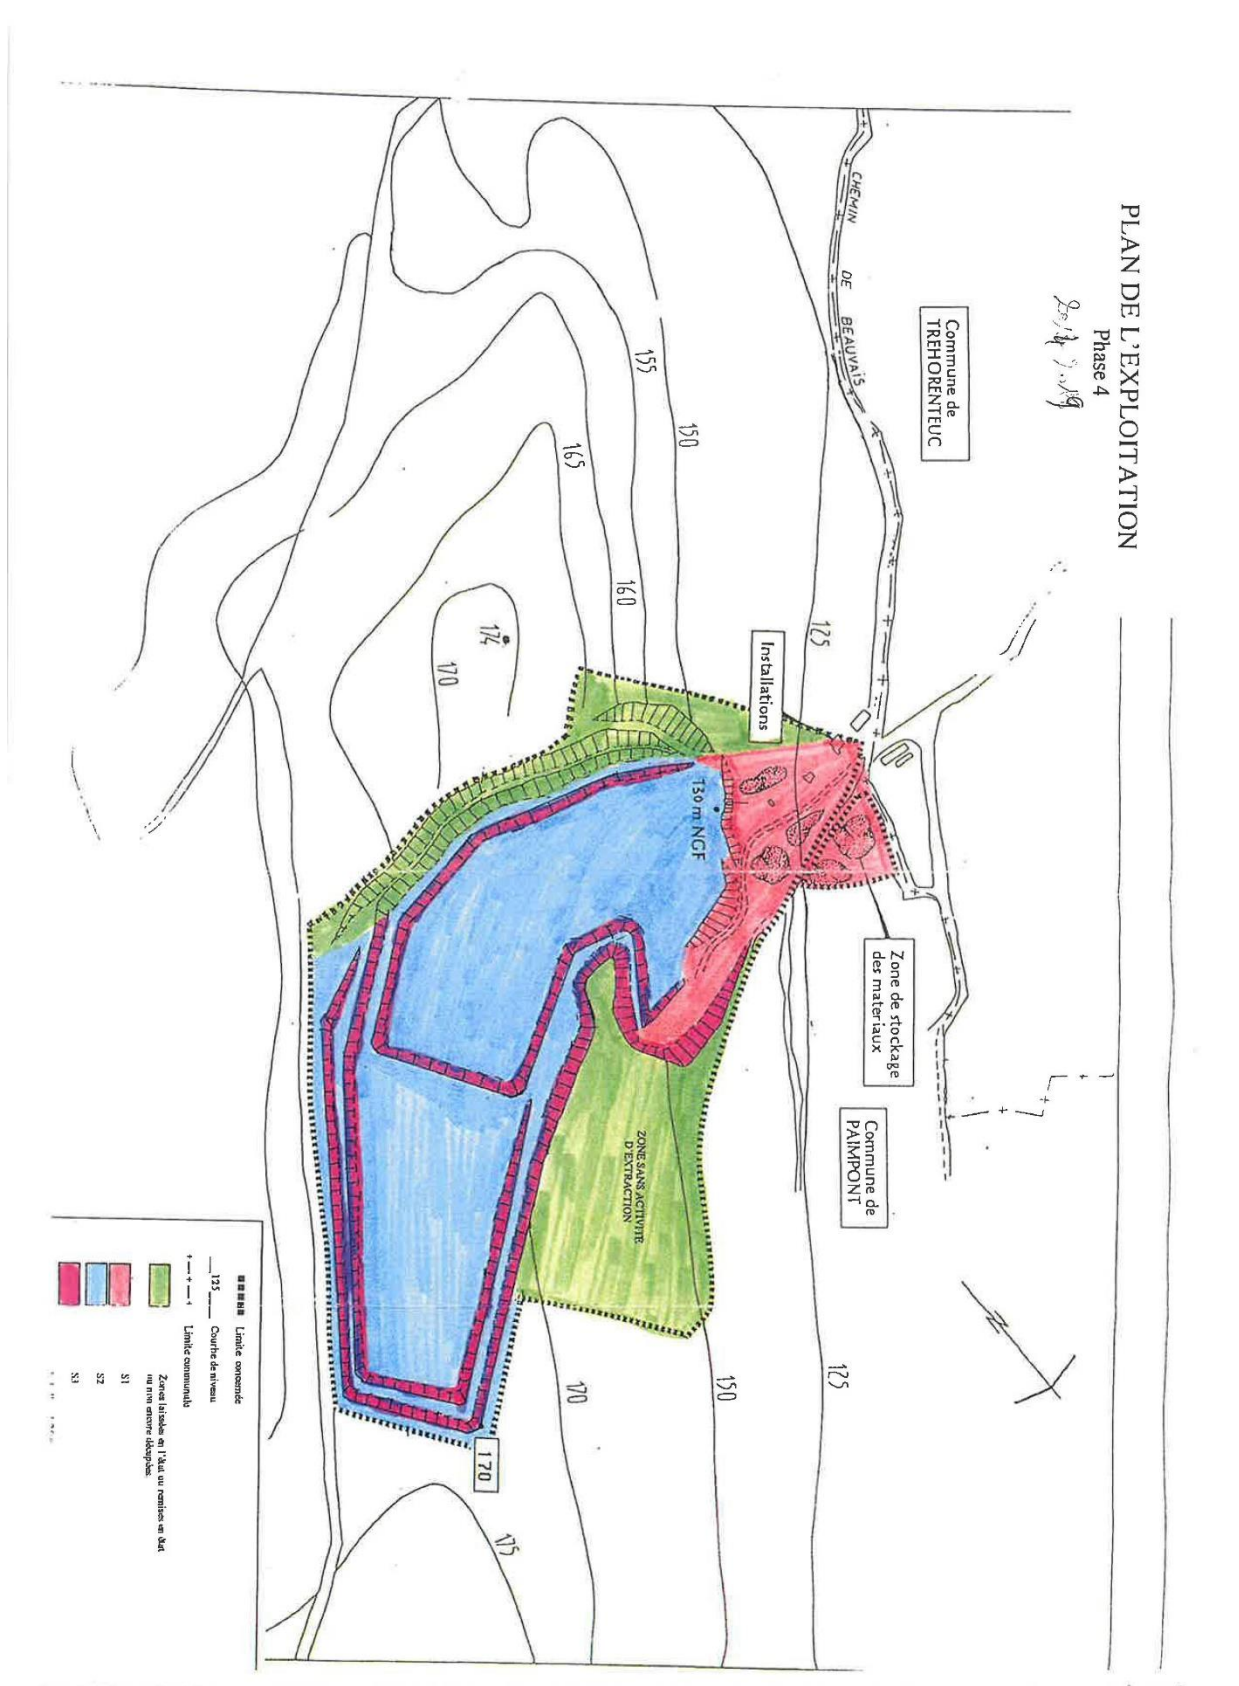 PLAN DE L'EXPLOITATION
Phase 4
Commune de
TREHORENTEUC
CHEMIN DE BEAUVAIS
155
150
165
160
125
174
170
Installations
130 m NGF
Zone de stockage
des materiaux
Commune de
PAIMPONT
ZONE SANS ACTIVITE
D'EXTRACTION
N
125
150
170
170
175
Limite concernée
125 Courbe de niveau
Limite communale
Zones laissées en l'état ou remises en état
ou non encore décapées
S1
S2
S3